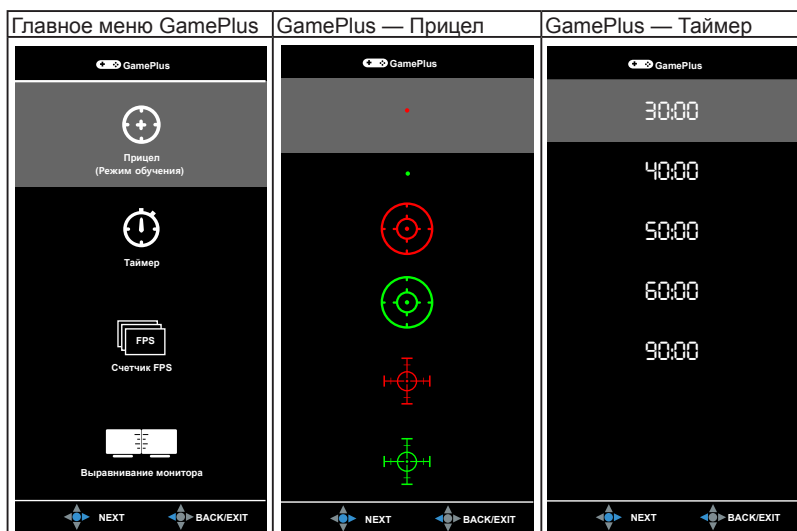 Главное меню GamePlus
GamePlus — Прицел
GamePlus — Таймер
GamePlus
Прицел
(Режим обучения)
Таймер
FPS
Счетчик FPS
Выравнивание монитора
NEXT BACK/EXIT
GamePlus
NEXT BACK/EXIT
GamePlus
30:00
40:00
50:00
60:00
90:00
NEXT BACK/EXIT